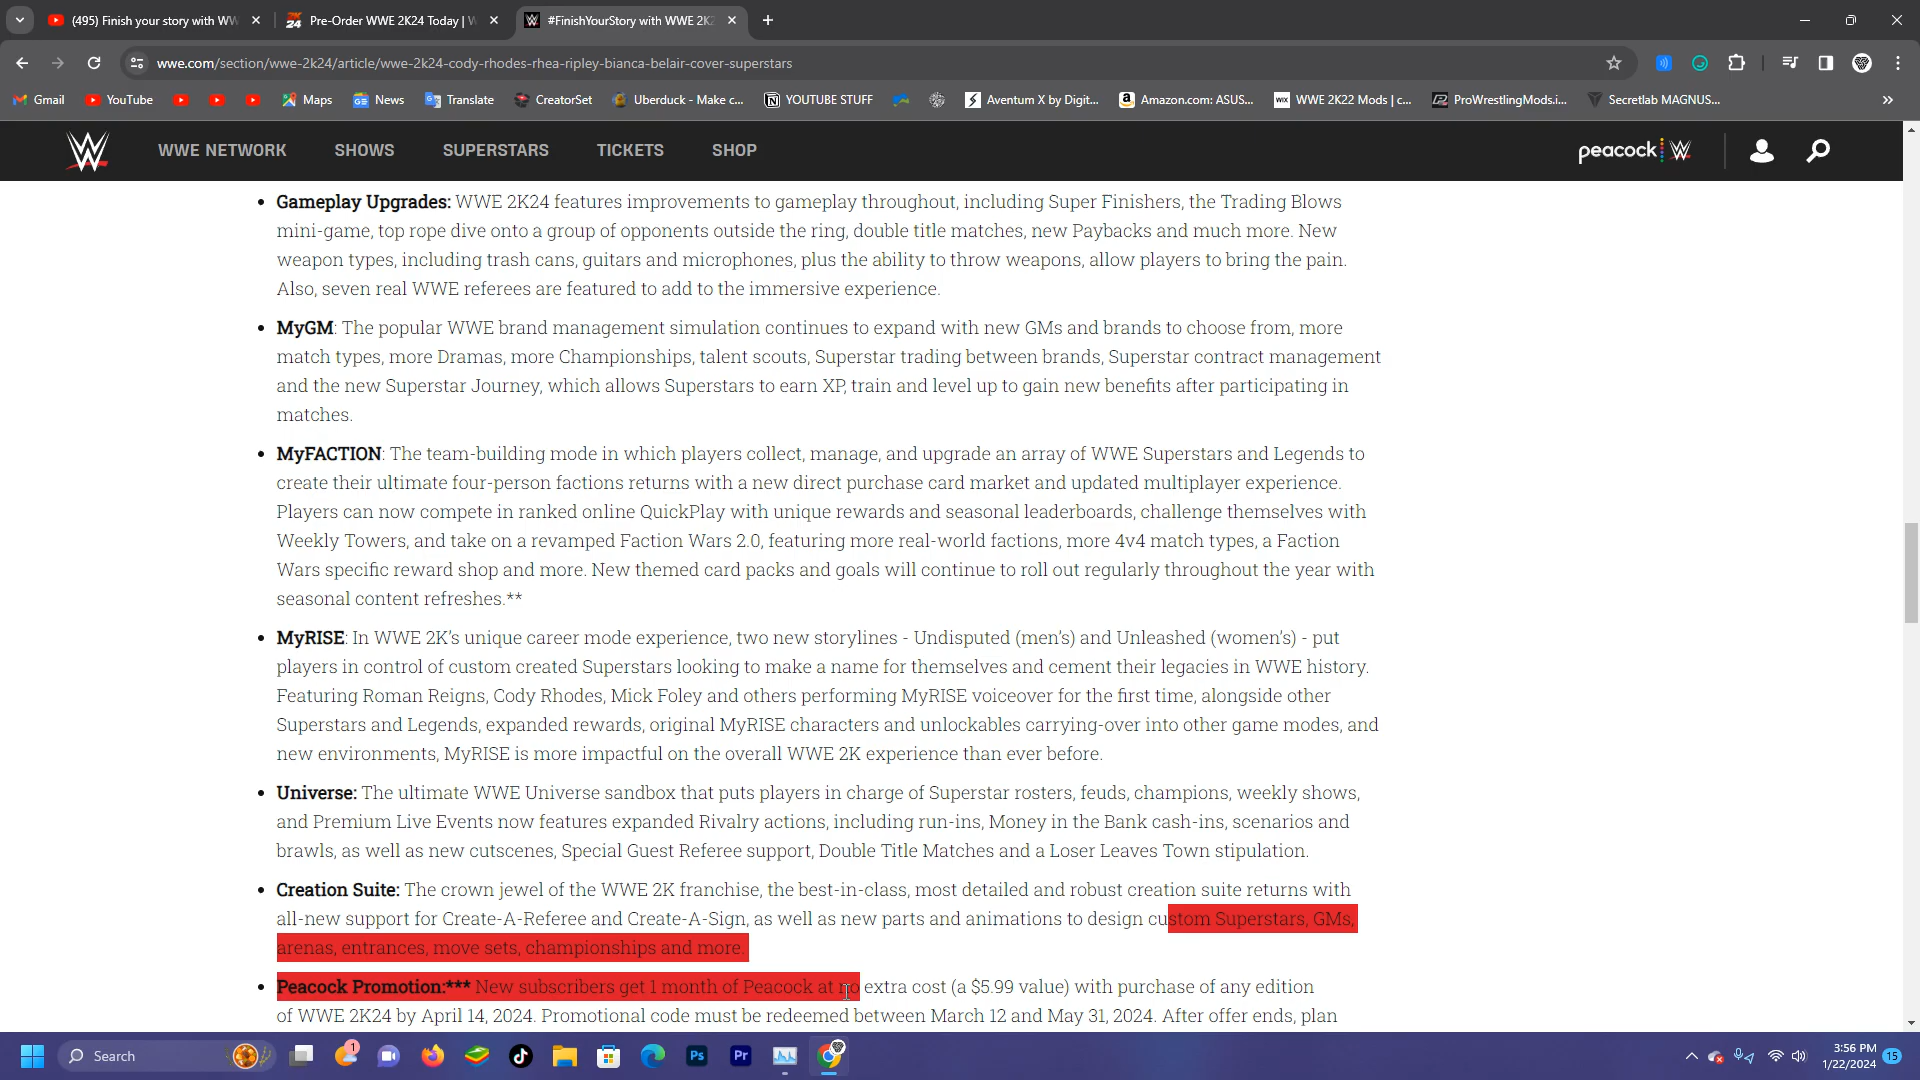 (495) Finish your story with WW
Pre-Order WWE 2K24 Today | W
#FinishYourStory with WWE 2K2
wwe.com/section/wwe-2k24/article/wwe-2k24-cody-rhodes-rhea-ripley-bianca-belair-cover-superstars
Gmail YouTube Maps News Translate CreatorSet Uberduck - Make c... YOUTUBE STUFF Aventum X by Digit... Amazon.com: ASUS... WWE 2K22 Mods | c... ProWrestlingMods.i... Secretlab MAGNUS...
WWE NETWORK SHOWS SUPERSTARS TICKETS SHOP peacock
Gameplay Upgrades: WWE 2K24 features improvements to gameplay throughout, including Super Finishers, the Trading Blows
mini-game, top rope dive onto a group of opponents outside the ring, double title matches, new Paybacks and much more. New
weapon types, including trash cans, guitars and microphones, plus the ability to throw weapons, allow players to bring the pain.
Also, seven real WWE referees are featured to add to the immersive experience.
MyGM: The popular WWE brand management simulation continues to expand with new GMs and brands to choose from, more
match types, more Dramas, more Championships, talent scouts, Superstar trading between brands, Superstar contract management
and the new Superstar Journey, which allows Superstars to earn XP, train and level up to gain new benefits after participating in
matches.
MyFACTION: The team-building mode in which players collect, manage, and upgrade an array of WWE Superstars and Legends to
create their ultimate four-person factions returns with a new direct purchase card market and updated multiplayer experience.
Players can now compete in ranked online QuickPlay with unique rewards and seasonal leaderboards, challenge themselves with
Weekly Towers, and take on a revamped Faction Wars 2.0, featuring more real-world factions, more 4v4 match types, a Faction
Wars specific reward shop and more. New themed card packs and goals will continue to roll out regularly throughout the year with
seasonal content refreshes.**
MyRISE: In WWE 2K's unique career mode experience, two new storylines - Undisputed (men's) and Unleashed (women's) - put
players in control of custom created Superstars looking to make a name for themselves and cement their legacies in WWE history.
Featuring Roman Reigns, Cody Rhodes, Mick Foley and others performing MyRISE voiceover for the first time, alongside other
Superstars and Legends, expanded rewards, original MyRISE characters and unlockables carrying-over into other game modes, and
new environments, MyRISE is more impactful on the overall WWE 2K experience than ever before.
Universe: The ultimate WWE Universe sandbox that puts players in charge of Superstar rosters, feuds, champions, weekly shows,
and Premium Live Events now features expanded Rivalry actions, including run-ins, Money in the Bank cash-ins, scenarios and
brawls, as well as new cutscenes, Special Guest Referee support, Double Title Matches and a Loser Leaves Town stipulation.
Creation Suite: The crown jewel of the WWE 2K franchise, the best-in-class, most detailed and robust creation suite returns with
all-new support for Create-A-Referee and Create-A-Sign, as well as new parts and animations to design custom Superstars, GMs,
arenas, entrances, move sets, championships and more.
Peacock Promotion:*** New subscribers get 1 month of Peacock at no extra cost (a $5.99 value) with purchase of any edition
of WWE 2K24 by April 14, 2024. Promotional code must be redeemed between March 12 and May 31, 2024. After offer ends, plan
Search
1
Ps
Pr
3:56 PM
1/22/2024
15